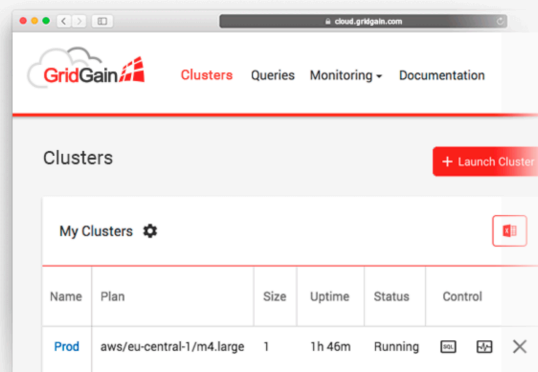 cloud.gridgain.com
GridGain Clusters Queries Monitoring Documentation
Clusters
+ Launch Cluster
My Clusters
Name Plan Size Uptime Status Control
Prod aws/eu-central-1/m4.large 1 1h 46m Running SQL